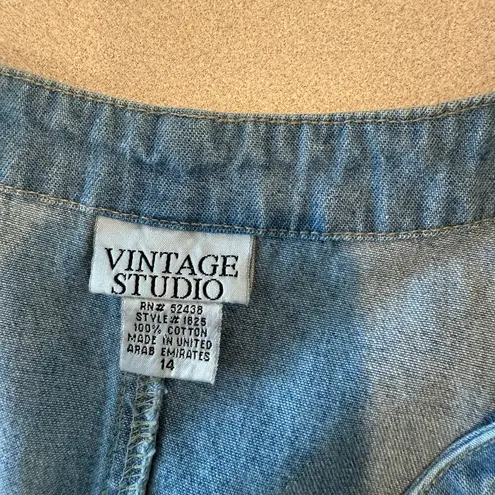 VINTAGE
STUDIO
RN# 52438
STYLE# 1825
100% COTTON
MADE IN UNITED
ARAB EMIRATES
14